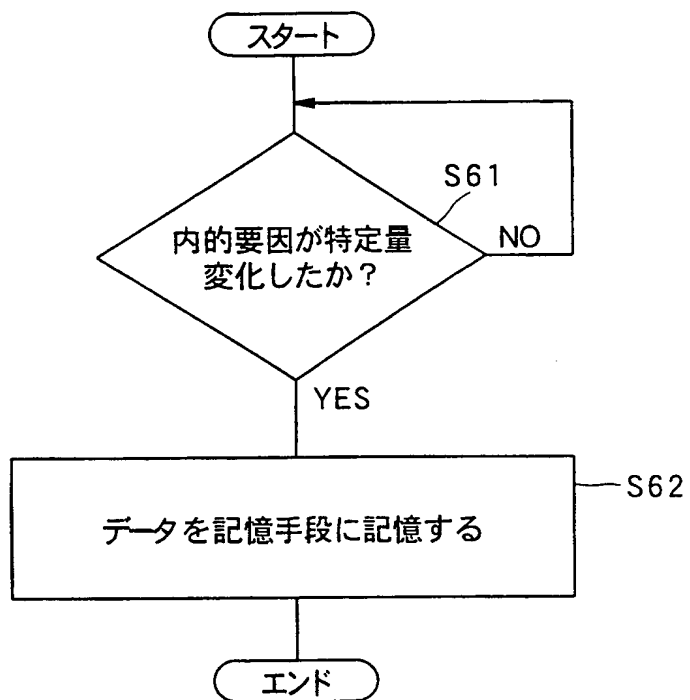 スタート
S61
内的要因が特定量
変化したか？
NO
YES
データを記憶手段に記憶する
S62
エンド